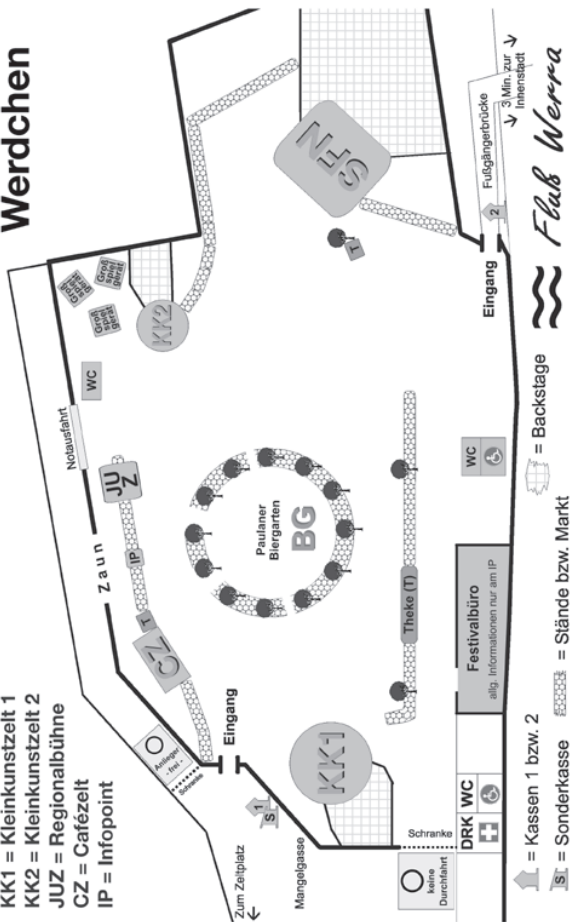 Werdchen
KK1 = Kleinkunstzelt 1
KK2 = Kleinkunstzelt 2
JUZ = Regionalbühne
CZ = Cafézelt
IP = Infopoint
Zum Zeltplatz
Mangelgasse
Anlieger
- frei -
Schranke
S 1
Eingang
Zaun
Notausfahrt
WC
Groß
spiel
gerät
Groß
spiel
gerät
Groß
spiel
gerät
KK2
JU
Z
IP
T
CZ
Paulaner
Biergarten
BG
SFN
T
KK1
Theke (T)
keine
Durchfahrt
Schranke
DRK
WC
Festivalbüro
allg. Informationen nur am IP
WC
Eingang
2
Fußgängerbrücke
3 Min. zur
Innenstadt
Fluß Werra
= Kassen 1 bzw. 2
S = Sonderkasse
= Stände bzw. Markt
= Backstage